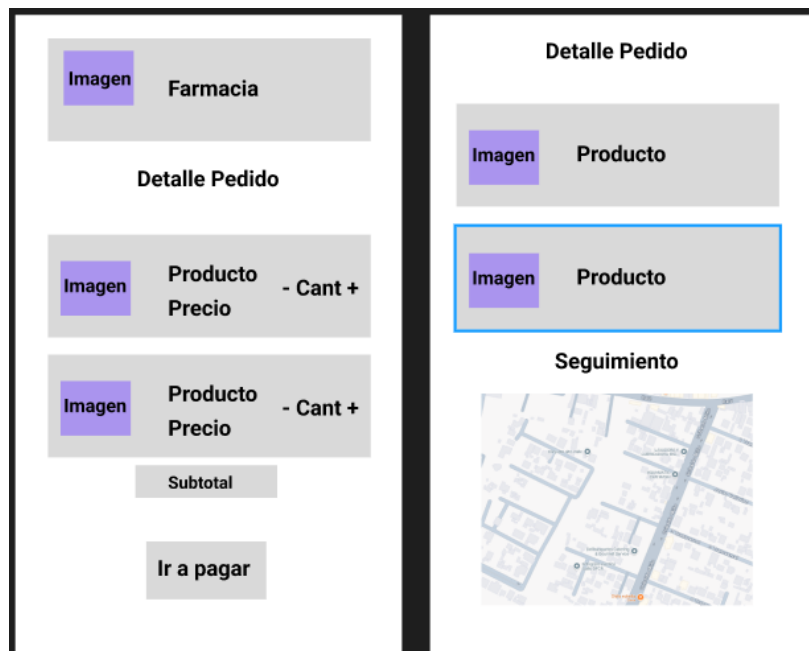 Imagen
Farmacia
Detalle Pedido
Imagen
Producto
Precio
- Cant +
Imagen
Producto
Precio
- Cant +
Subtotal
Ir a pagar
Detalle Pedido
Imagen
Producto
Imagen
Producto
Seguimiento